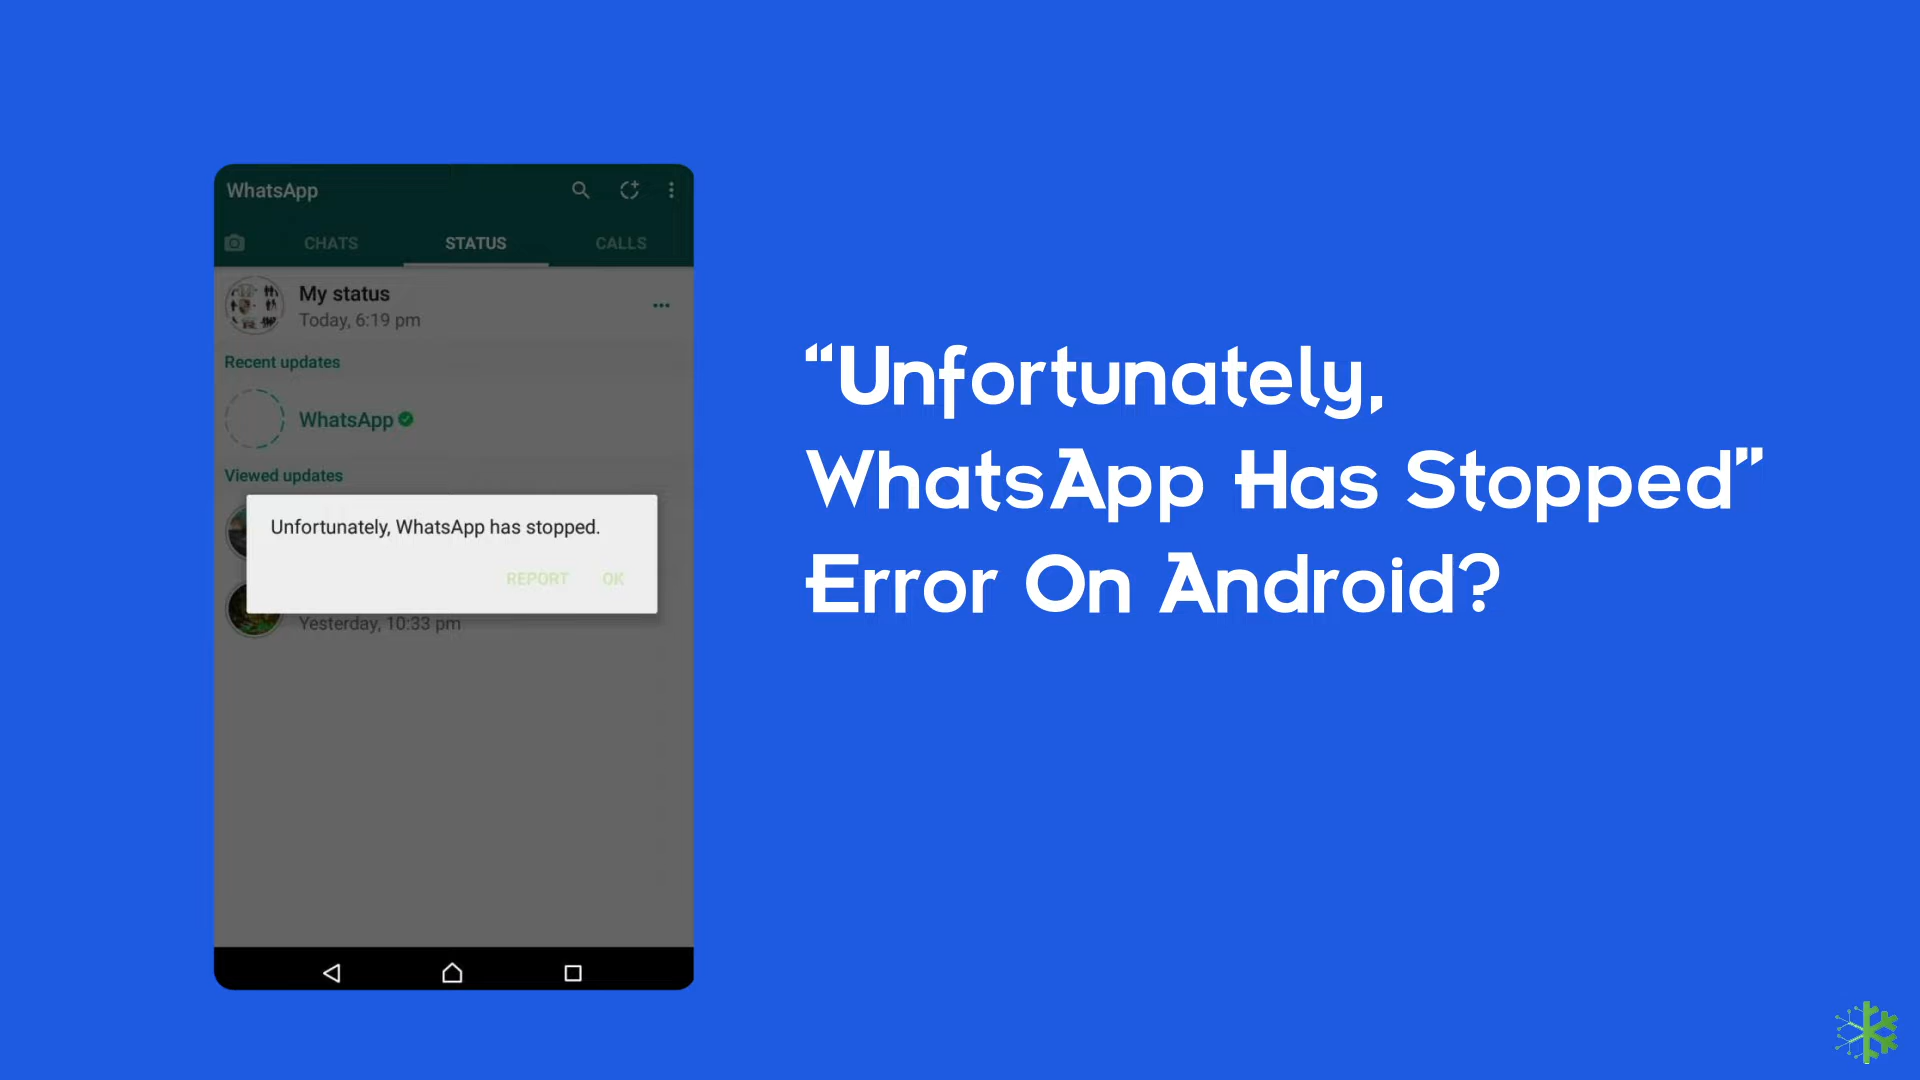 WhatsApp
CHATS STATUS CALLS
My status
Today, 6:19 pm
Recent updates
WhatsApp
Viewed updates
Unfortunately, WhatsApp has stopped.
REPORT OK
Yesterday, 10:33 pm
“Unfortunately,
WhatsApp Has Stopped”
Error On Android?